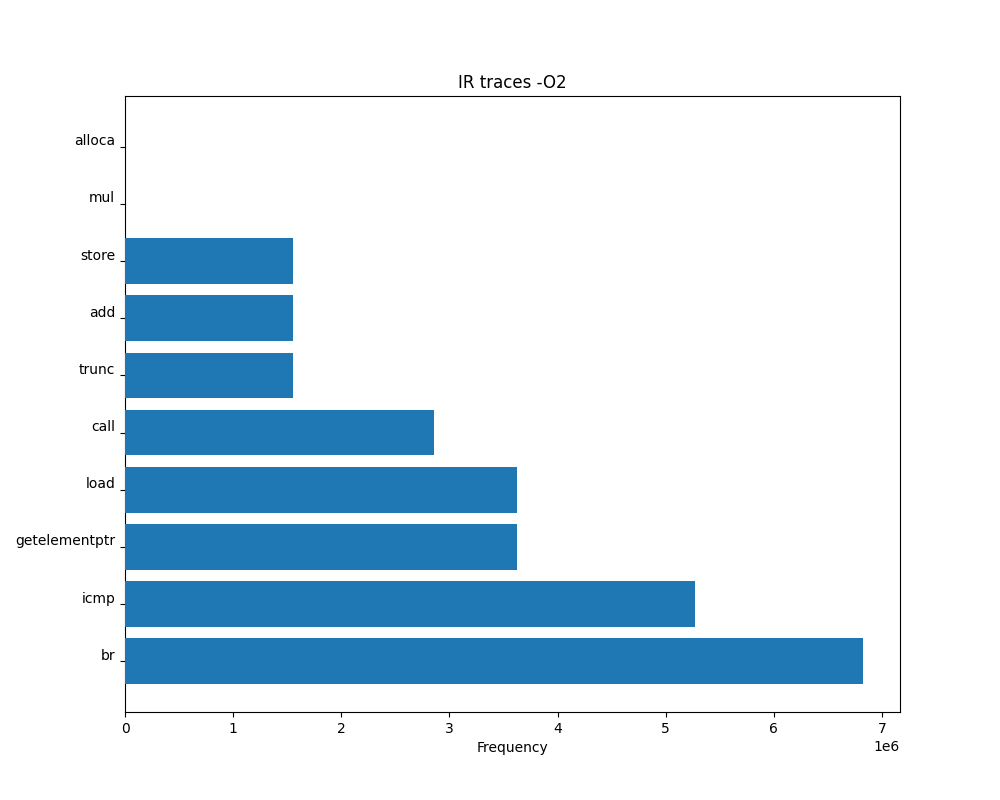 IR traces -O2
alloca
mul
store
add
trunc
call
load
getelementptr
icmp
br
0 1 2 3 4 5 6 7
1e6
Frequency